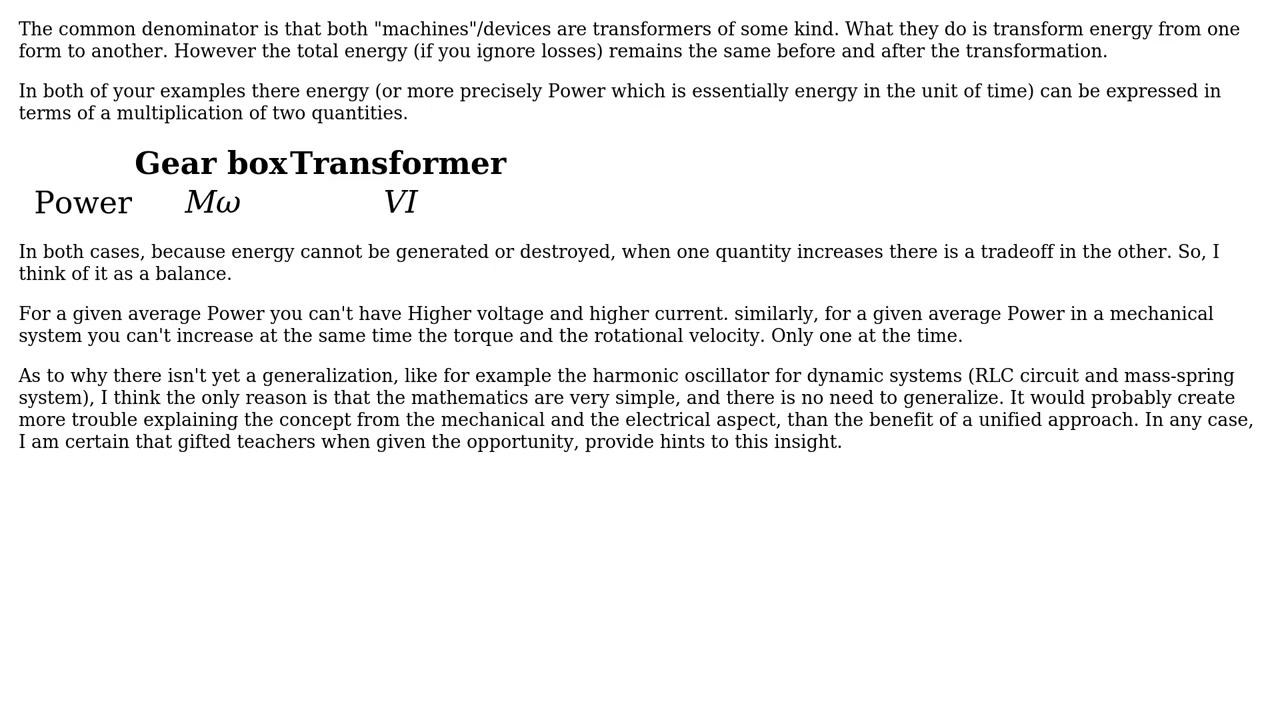 The common denominator is that both "machines"/devices are transformers of some kind. What they do is transform energy from one
form to another. However the total energy (if you ignore losses) remains the same before and after the transformation.
In both of your examples there energy (or more precisely Power which is essentially energy in the unit of time) can be expressed in
terms of a multiplication of two quantities.
Gear box Transformer
Power Mω VI
In both cases, because energy cannot be generated or destroyed, when one quantity increases there is a tradeoff in the other. So, I
think of it as a balance.
For a given average Power you can't have Higher voltage and higher current. similarly, for a given average Power in a mechanical
system you can't increase at the same time the torque and the rotational velocity. Only one at the time.
As to why there isn't yet a generalization, like for example the harmonic oscillator for dynamic systems (RLC circuit and mass-spring
system), I think the only reason is that the mathematics are very simple, and there is no need to generalize. It would probably create
more trouble explaining the concept from the mechanical and the electrical aspect, than the benefit of a unified approach. In any case,
I am certain that gifted teachers when given the opportunity, provide hints to this insight.